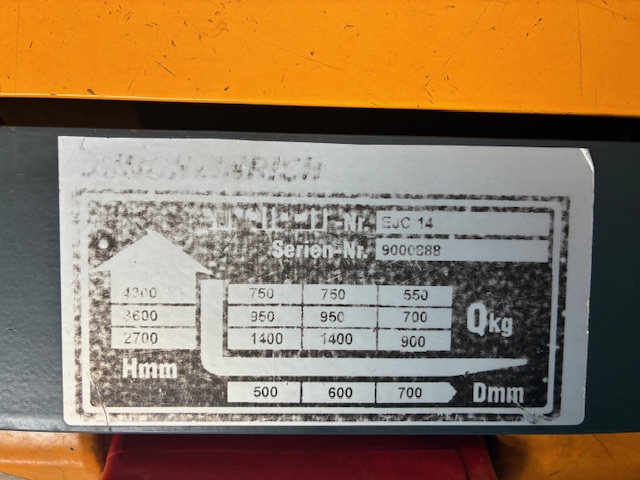 JUNGHEINRICH
-Nr. EJC 14
Serien-Nr. 9000888
4300 750 750 550
3600 950 950 700
2700 1400 1400 900
Qkg
Hmm
500 600 700 Dmm